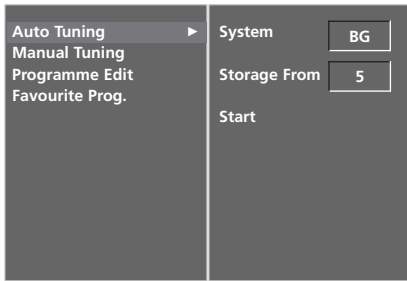 Auto Tuning ►
Manual Tuning
Programme Edit
Favourite Prog.
System BG
Storage From 5
Start